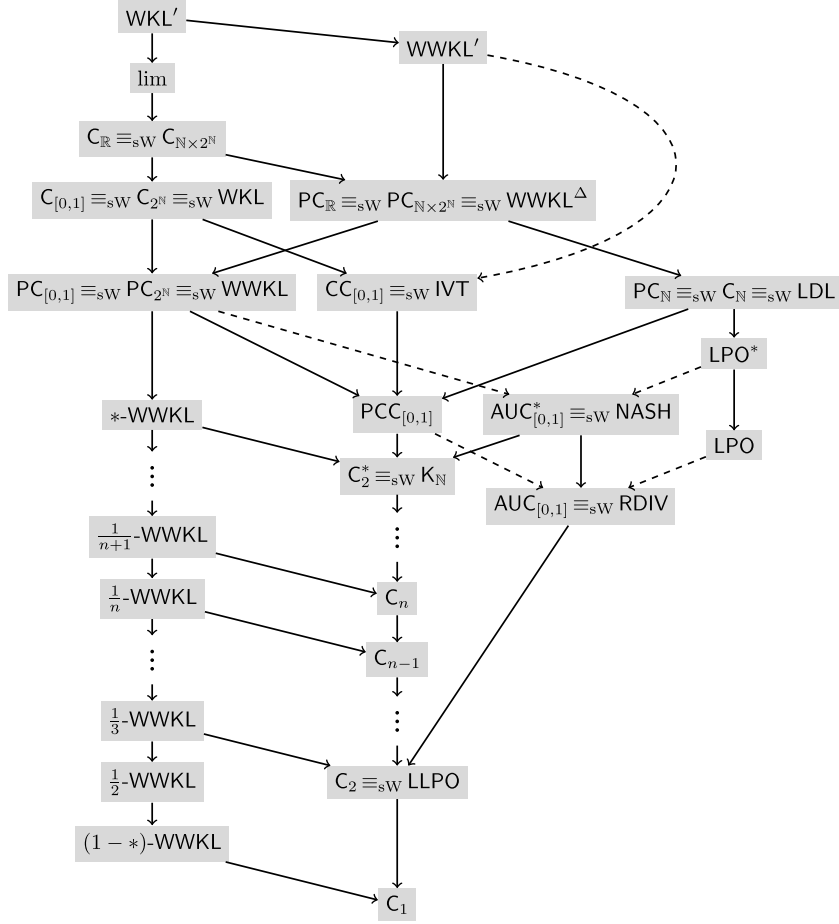 WKL′
WWKL′
lim
C_ℝ ≡_sW C_{ℕ×2^ℕ}
C_[0,1] ≡_sW C_{2^ℕ} ≡_sW WKL
PC_ℝ ≡_sW PC_{ℕ×2^ℕ} ≡_sW WWKL^Δ
PC_[0,1] ≡_sW PC_{2^ℕ} ≡_sW WWKL
CC_[0,1] ≡_sW IVT
PC_ℕ ≡_sW C_ℕ ≡_sW LDL
LPO*
∗-WWKL
PCC_[0,1]
AUC*_[0,1] ≡_sW NASH
LPO
⋮
C*_2 ≡_sW K_ℕ
AUC_[0,1] ≡_sW RDIV
1/(n+1)-WWKL
⋮
1/n-WWKL
C_n
⋮
C_{n−1}
1/3-WWKL
⋮
1/2-WWKL
C_2 ≡_sW LLPO
(1 − ∗)-WWKL
C_1